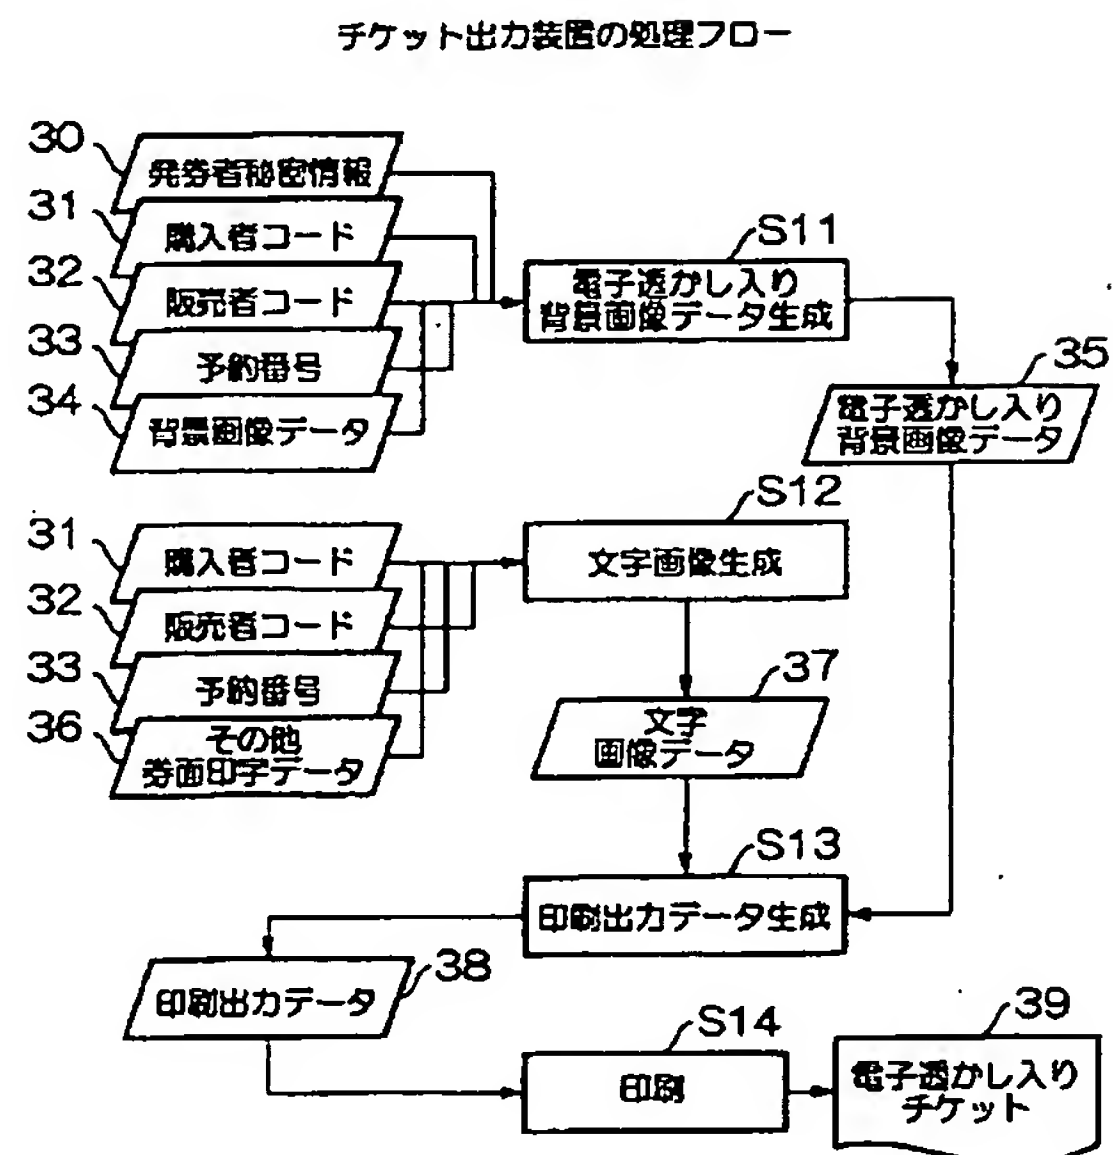 チケット出力装置の処理フロー
30
発券者秘密情報
31
購入者コード
32
販売者コード
33
予約番号
34
背景画像データ
S11
電子透かし入り
背景画像データ生成
35
電子透かし入り
背景画像データ
31
購入者コード
32
販売者コード
33
予約番号
36
その他
券面印字データ
S12
文字画像生成
37
文字
画像データ
S13
印刷出力データ生成
38
印刷出力データ
S14
印刷
39
電子透かし入り
チケット